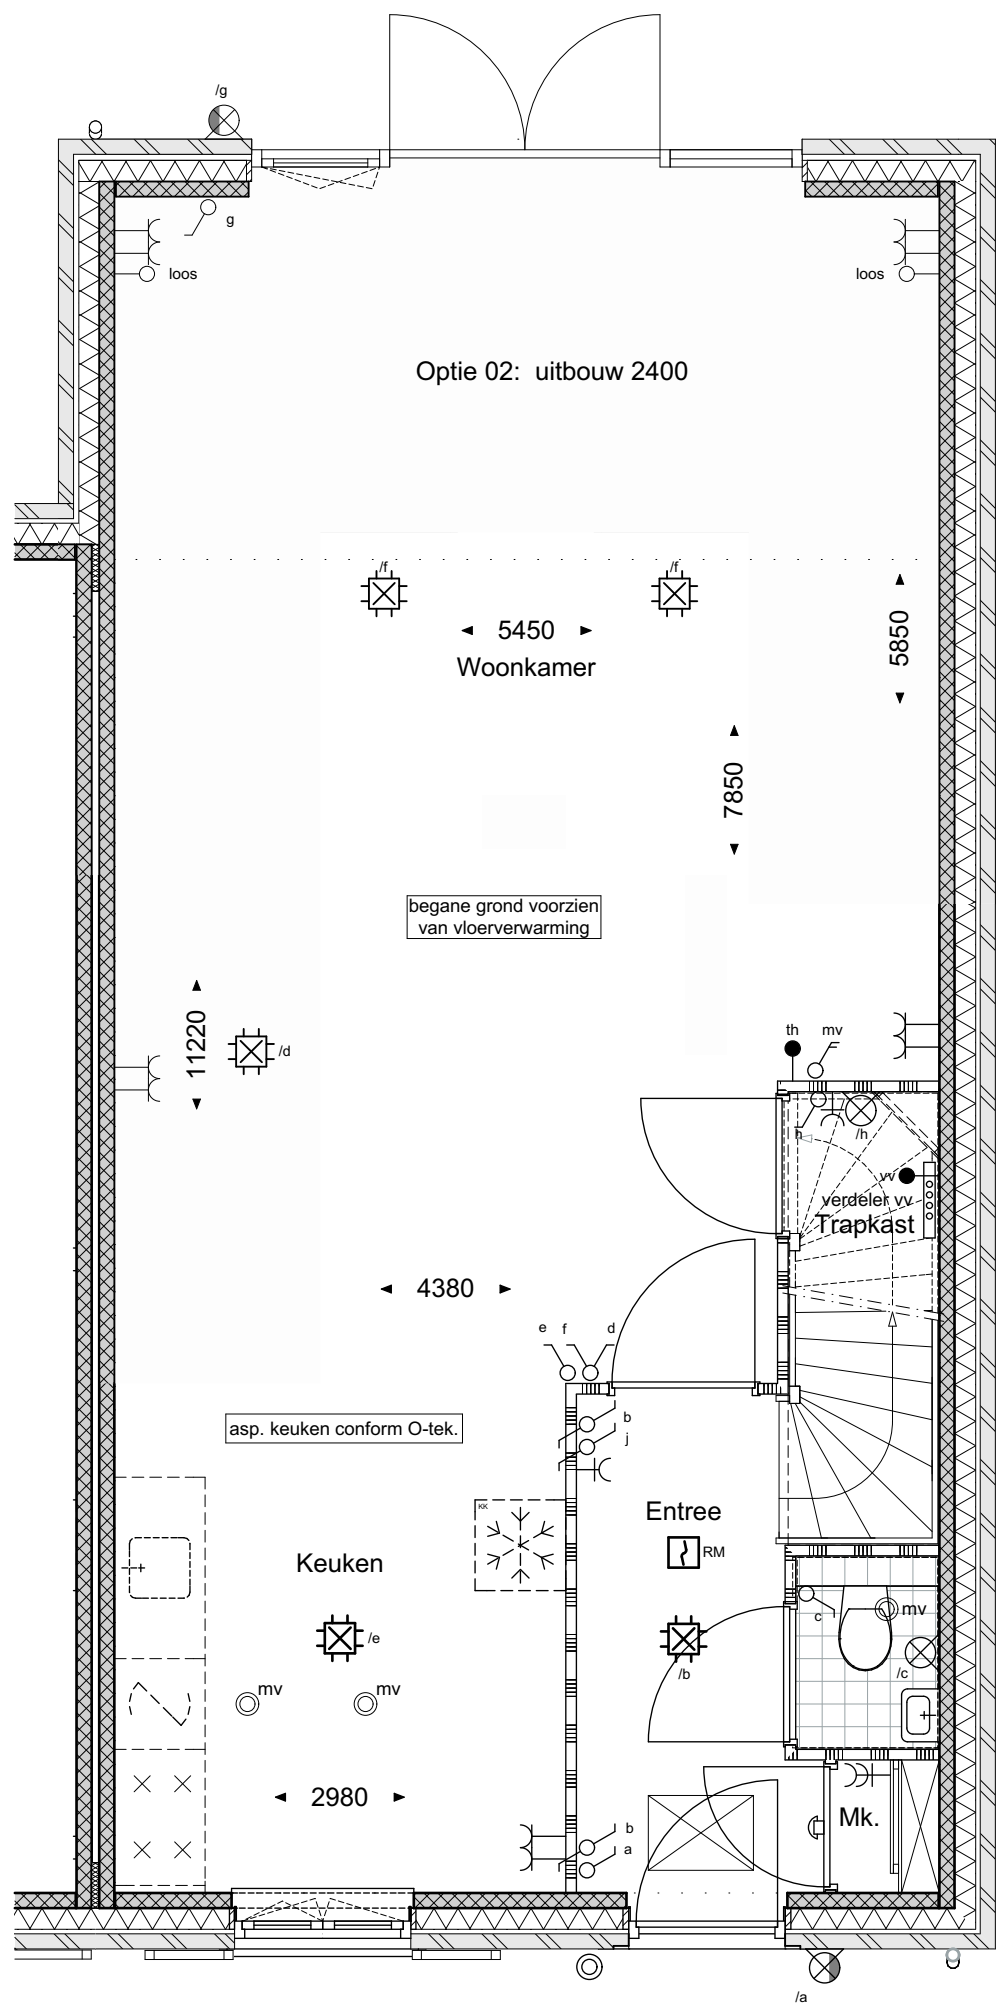 /g
g
loos
loos
Optie 02:  uitbouw 2400
/f
/f
5450
5850
Woonkamer
7850
begane grond voorzien
van vloerverwarming
11220
/d
th
mv
h
/h
vv
verdeler vv
Trapkast
4380
e
f
d
b
j
asp. keuken conform O-tek.
KK
Entree
RM
Keuken
c
mv
/e
/b
/c
mv
mv
2980
b
a
Mk.
/a